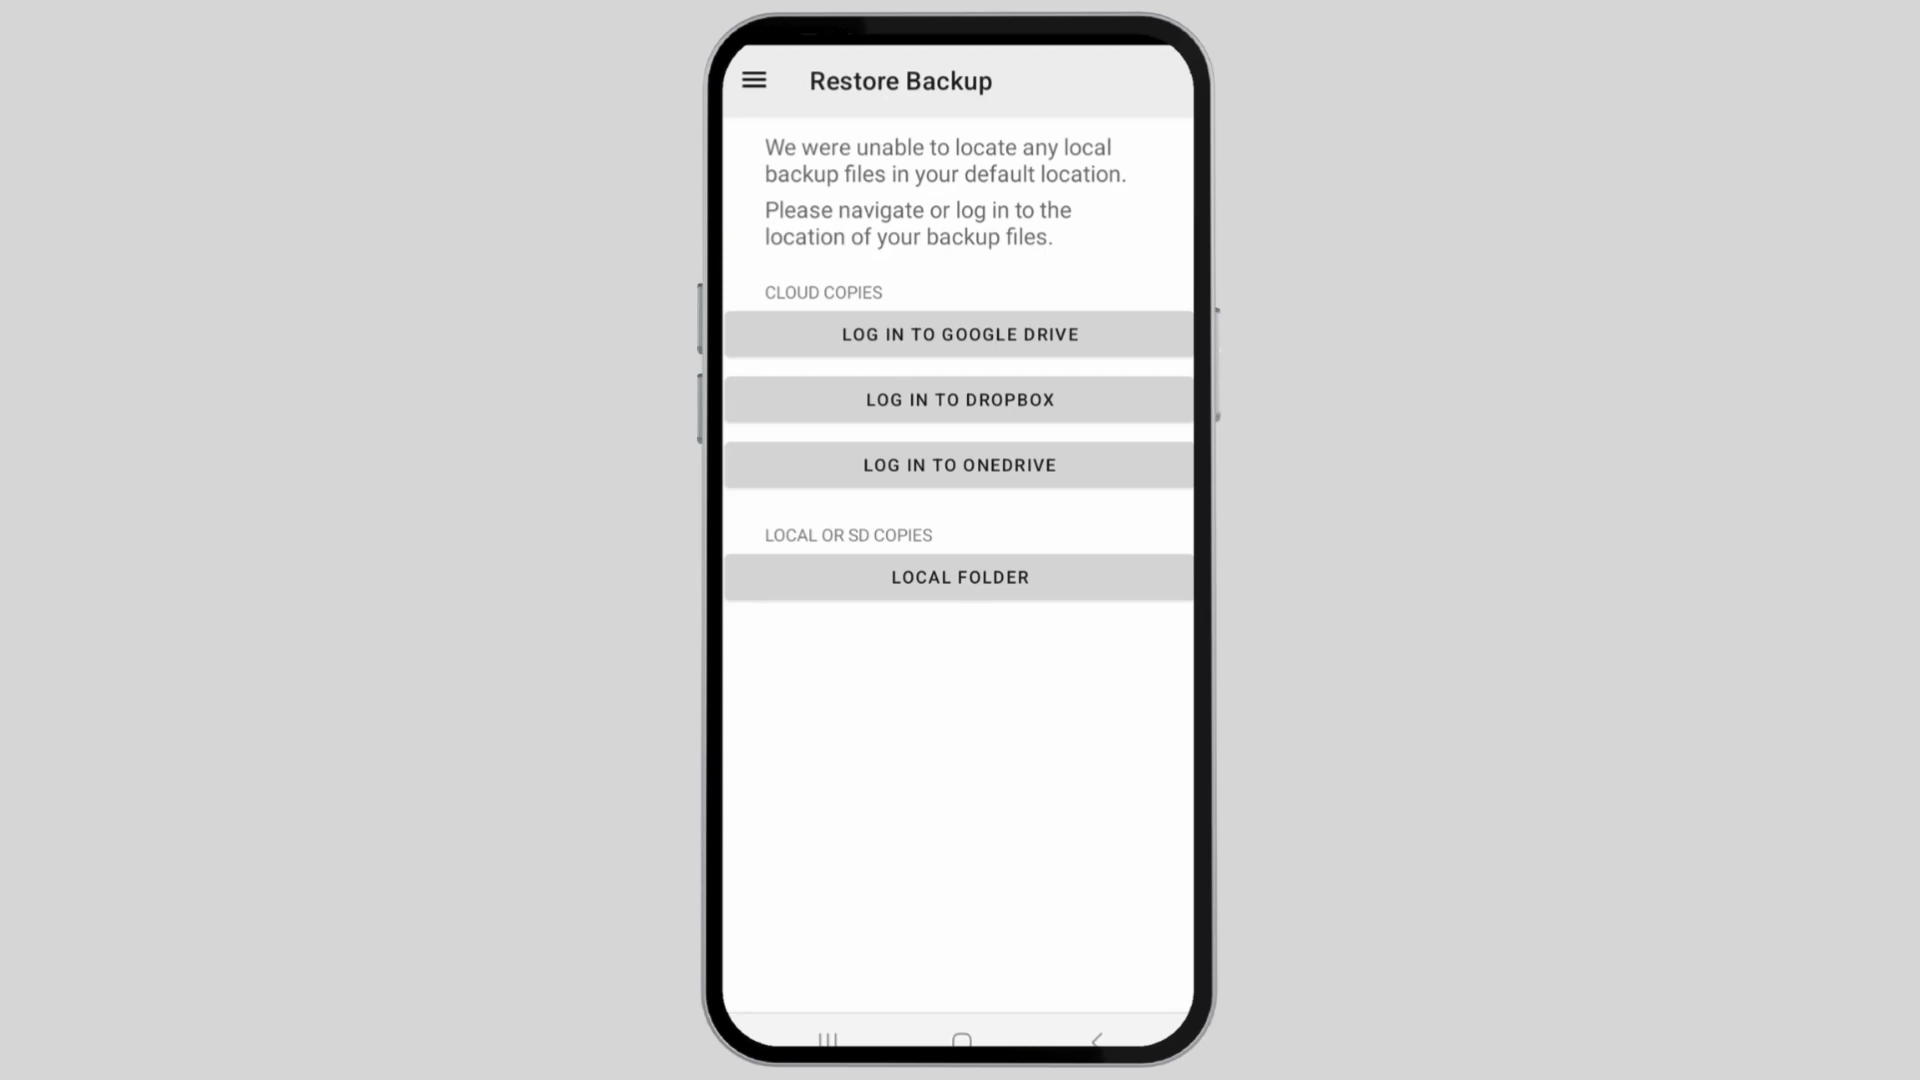 Restore Backup
We were unable to locate any local
backup files in your default location.
Please navigate or log in to the
location of your backup files.
CLOUD COPIES
LOG IN TO GOOGLE DRIVE
LOG IN TO DROPBOX
LOG IN TO ONEDRIVE
LOCAL OR SD COPIES
LOCAL FOLDER